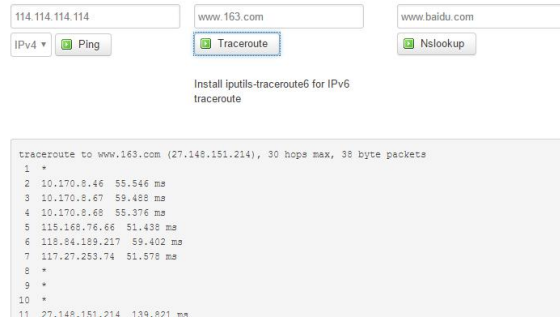 114.114.114.114 www.163.com www.baidu.com
IPv4 Ping Traceroute Nslookup
Install iputils-traceroute6 for IPv6
traceroute
traceroute to www.163.com (27.148.151.214), 30 hops max, 38 byte packets
1 *
2 10.170.8.46 55.546 ms
3 10.170.8.67 59.488 ms
4 10.170.8.68 55.376 ms
5 115.168.76.66 51.438 ms
6 118.84.189.217 59.402 ms
7 117.27.253.74 51.578 ms
8 *
9 *
10 *
11 27.148.151.214 139.821 ms